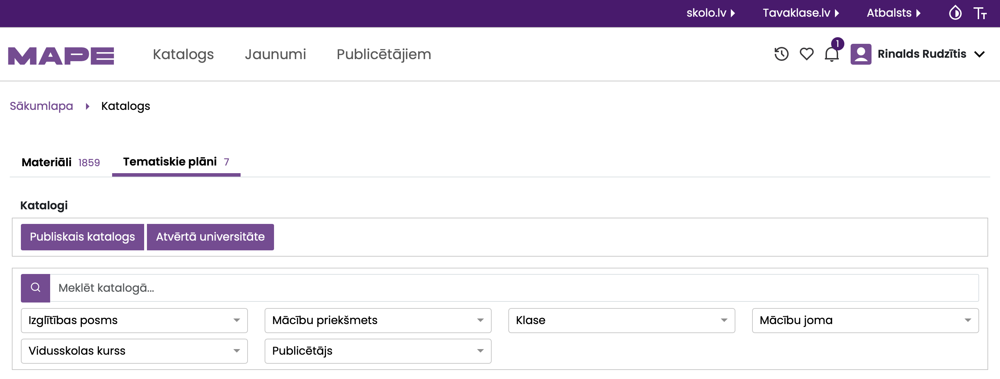 skolo.lv Tavaklase.lv Atbalsts Tт
MAPE Katalogs Jaunumi Publicētājiem 1 Rinalds Rudzītis
Sākumlapa Katalogs
Materiāli 1859 Tematiskie plāni 7
Katalogi
Publiskais katalogs Atvērtā universitāte
Meklēt katalogā...
Izglītības posms Mācību priekšmets Klase Mācību joma
Vidusskolas kurss Publicētājs